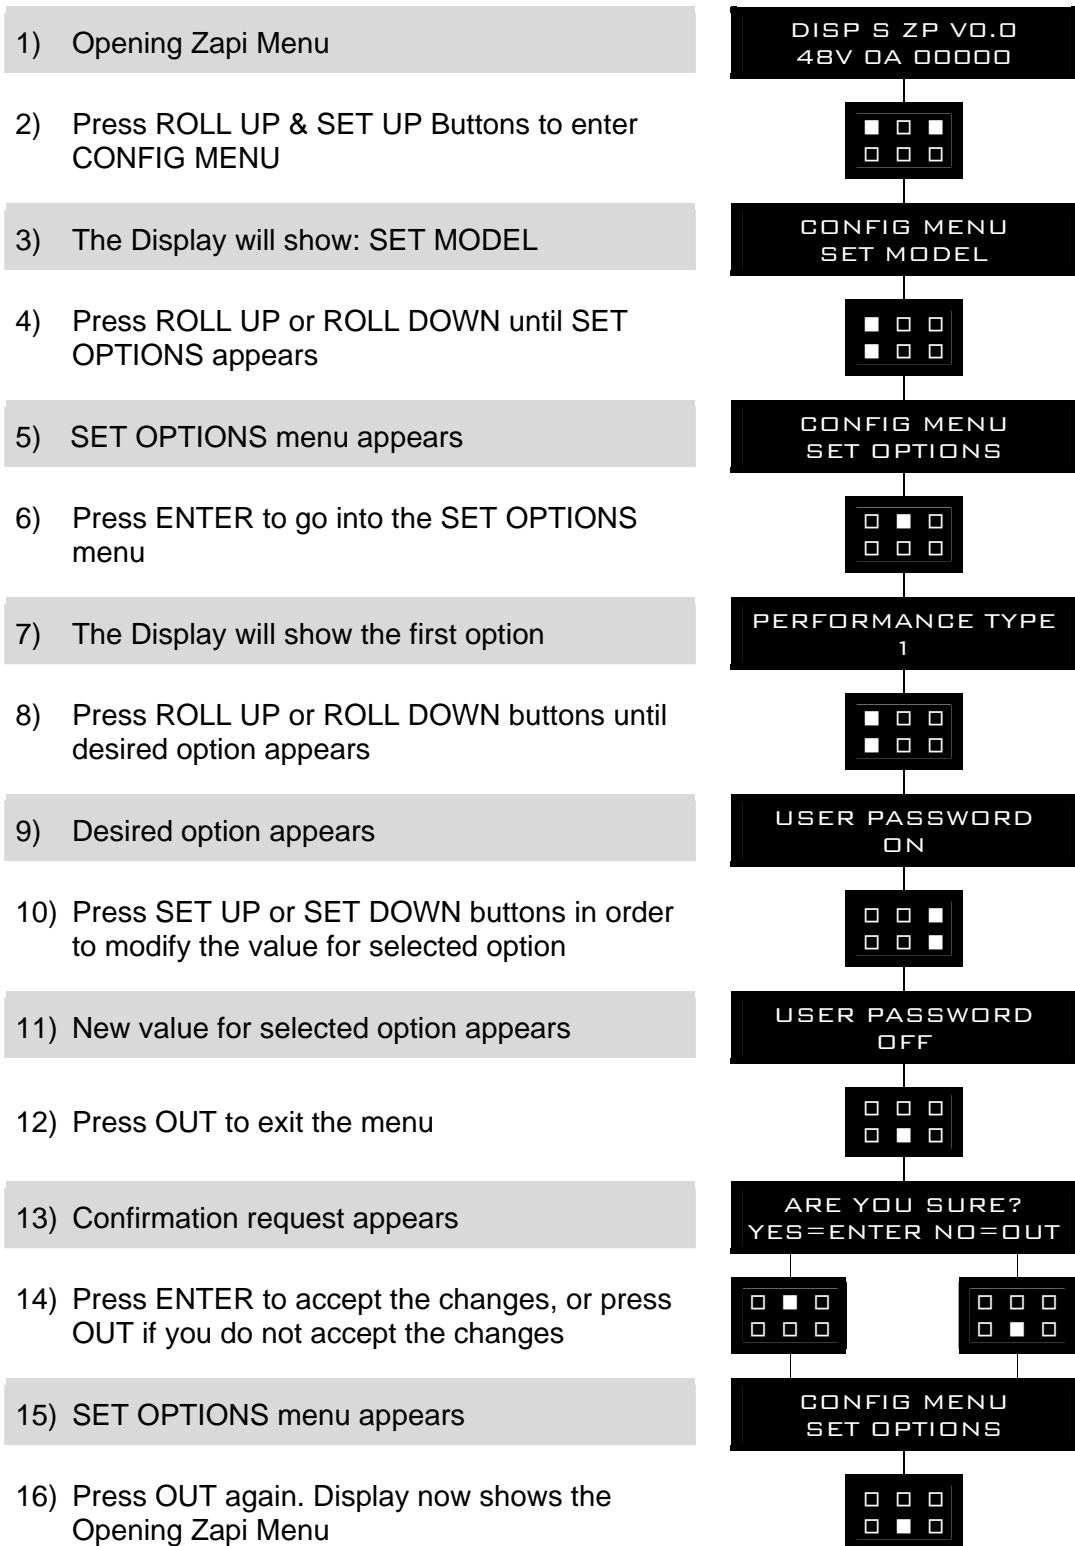 1) Opening Zapi Menu
DISP S ZP V0.0
48V 0A 00000
2) Press ROLL UP & SET UP Buttons to enter
CONFIG MENU
3) The Display will show: SET MODEL
CONFIG MENU
SET MODEL
4) Press ROLL UP or ROLL DOWN until SET
OPTIONS appears
5) SET OPTIONS menu appears
CONFIG MENU
SET OPTIONS
6) Press ENTER to go into the SET OPTIONS
menu
7) The Display will show the first option
PERFORMANCE TYPE
1
8) Press ROLL UP or ROLL DOWN buttons until
desired option appears
9) Desired option appears
USER PASSWORD
ON
10) Press SET UP or SET DOWN buttons in order
to modify the value for selected option
11) New value for selected option appears
USER PASSWORD
OFF
12) Press OUT to exit the menu
13) Confirmation request appears
ARE YOU SURE?
YES=ENTER NO=OUT
14) Press ENTER to accept the changes, or press
OUT if you do not accept the changes
15) SET OPTIONS menu appears
CONFIG MENU
SET OPTIONS
16) Press OUT again. Display now shows the
Opening Zapi Menu